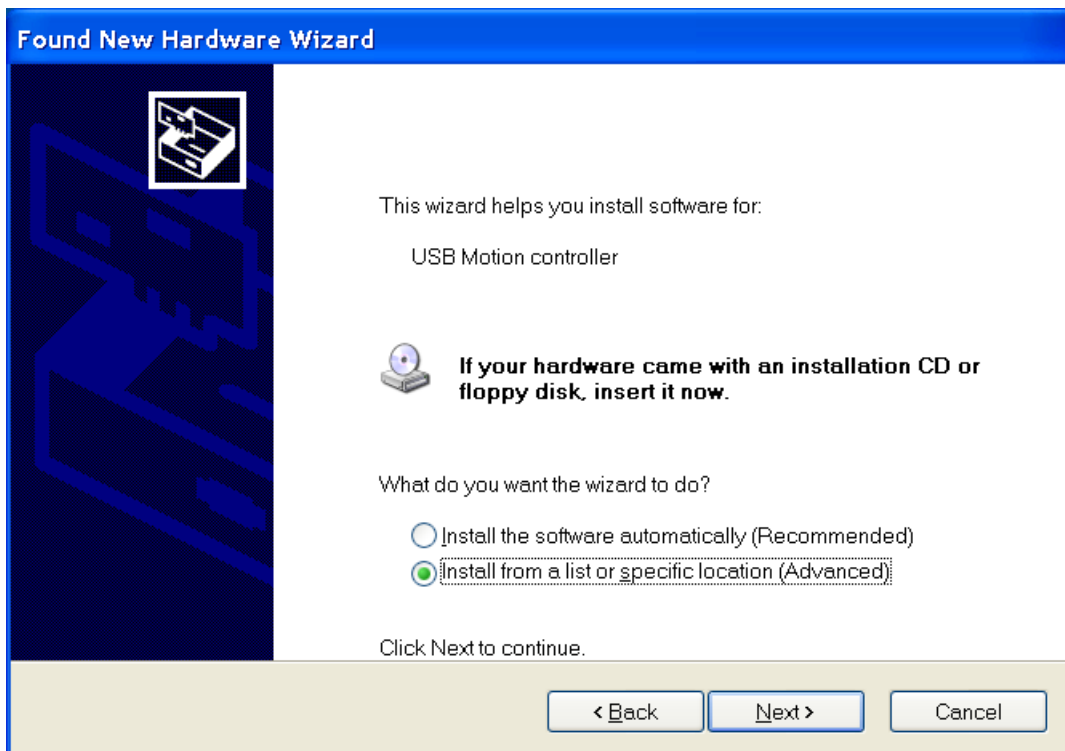 Found New Hardware Wizard
This wizard helps you install software for:
USB Motion controller
If your hardware came with an installation CD or
floppy disk, insert it now.
What do you want the wizard to do?
Install the software automatically (Recommended)
Install from a list or specific location (Advanced)
Click Next to continue.
< Back Next > Cancel